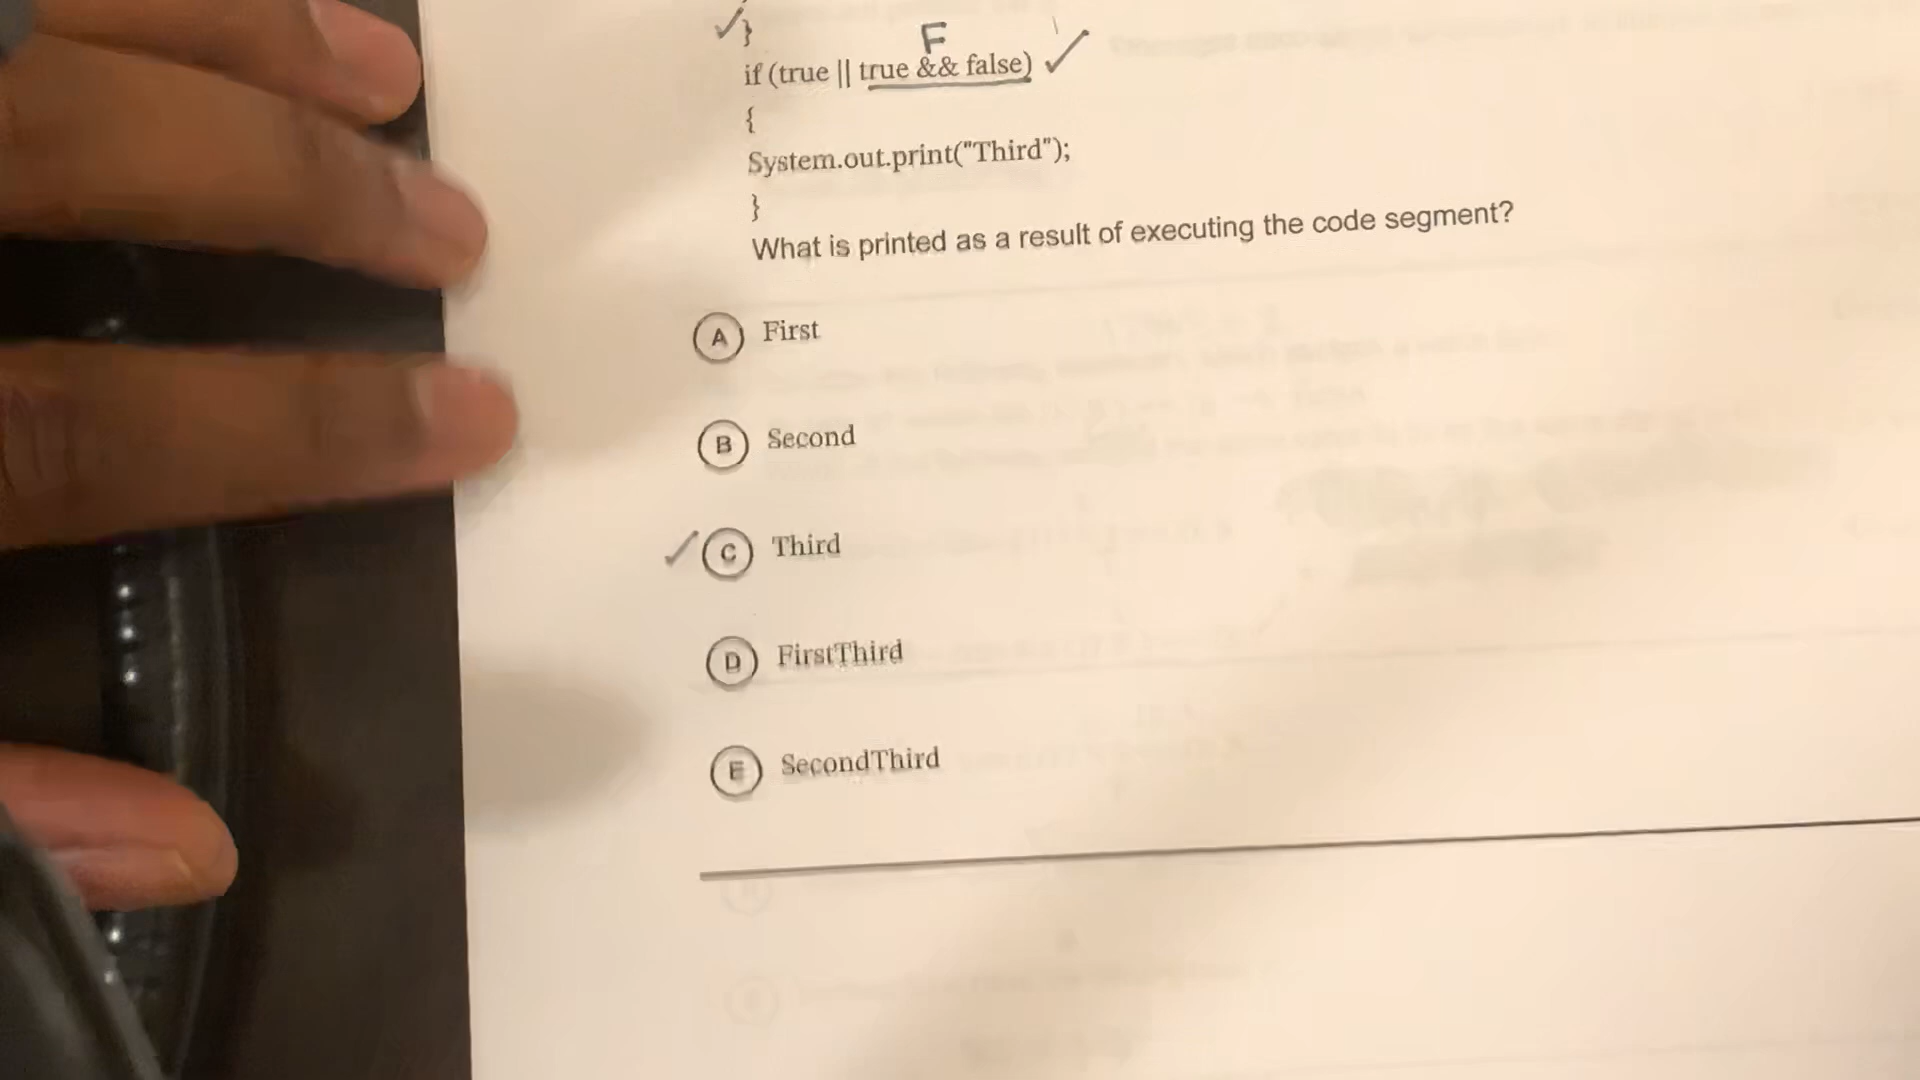 }
F
if (true || true && false)
{
System.out.print("Third");
}
What is printed as a result of executing the code segment?
A First
B Second
C Third
D FirstThird
E SecondThird